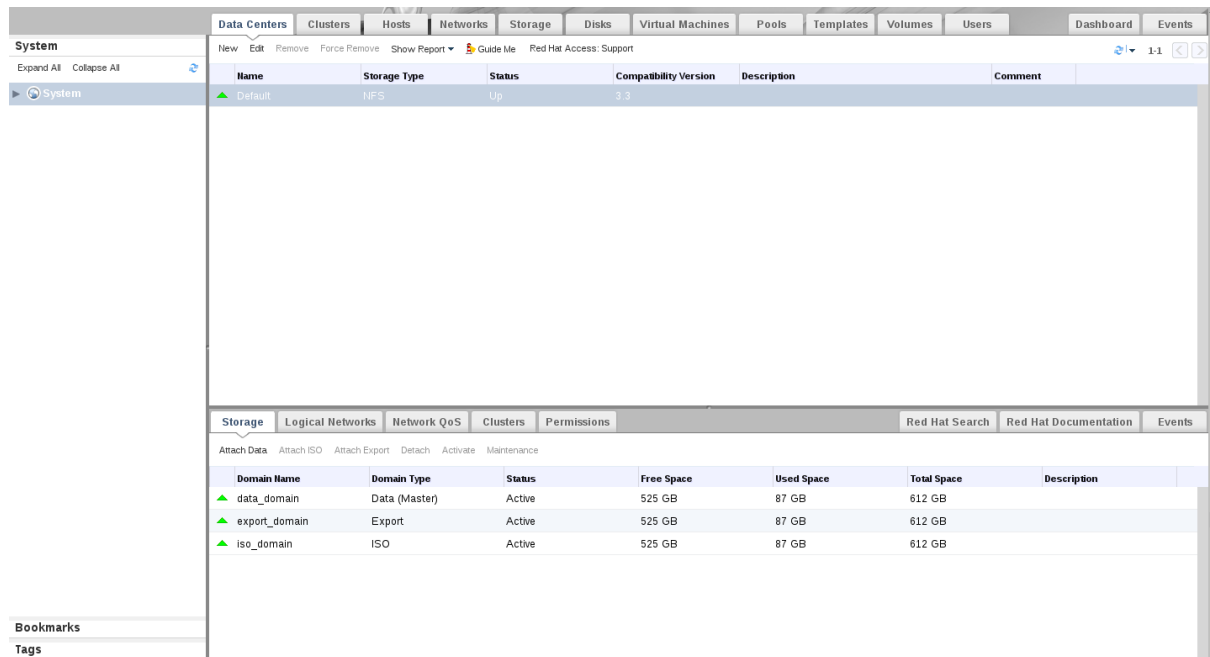 Data Centers Clusters Hosts Networks Storage Disks Virtual Machines Pools Templates Volumes Users Dashboard Events
System
New Edit Remove Force Remove Show Report Guide Me Red Hat Access: Support 1-1
Expand All Collapse All
Name Storage Type Status Compatibility Version Description Comment
System
Default NFS Up 3.3
Storage Logical Networks Network QoS Clusters Permissions Red Hat Search Red Hat Documentation Events
Attach Data Attach ISO Attach Export Detach Activate Maintenance
Domain Name Domain Type Status Free Space Used Space Total Space Description
data_domain Data (Master) Active 525 GB 87 GB 612 GB
export_domain Export Active 525 GB 87 GB 612 GB
iso_domain ISO Active 525 GB 87 GB 612 GB
Bookmarks
Tags